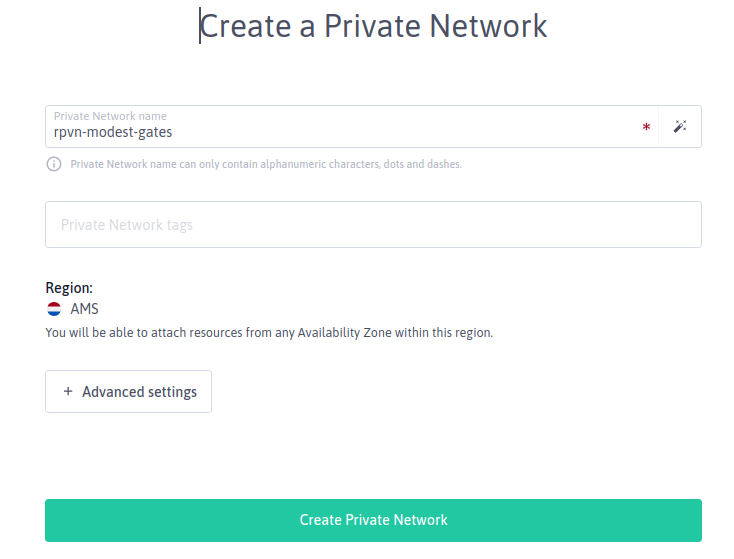 Create a Private Network
Private Network name
rpvn-modest-gates
*
Private Network name can only contain alphanumeric characters, dots and dashes.
Private Network tags
Region:
AMS
You will be able to attach resources from any Availability Zone within this region.
+ Advanced settings
Create Private Network